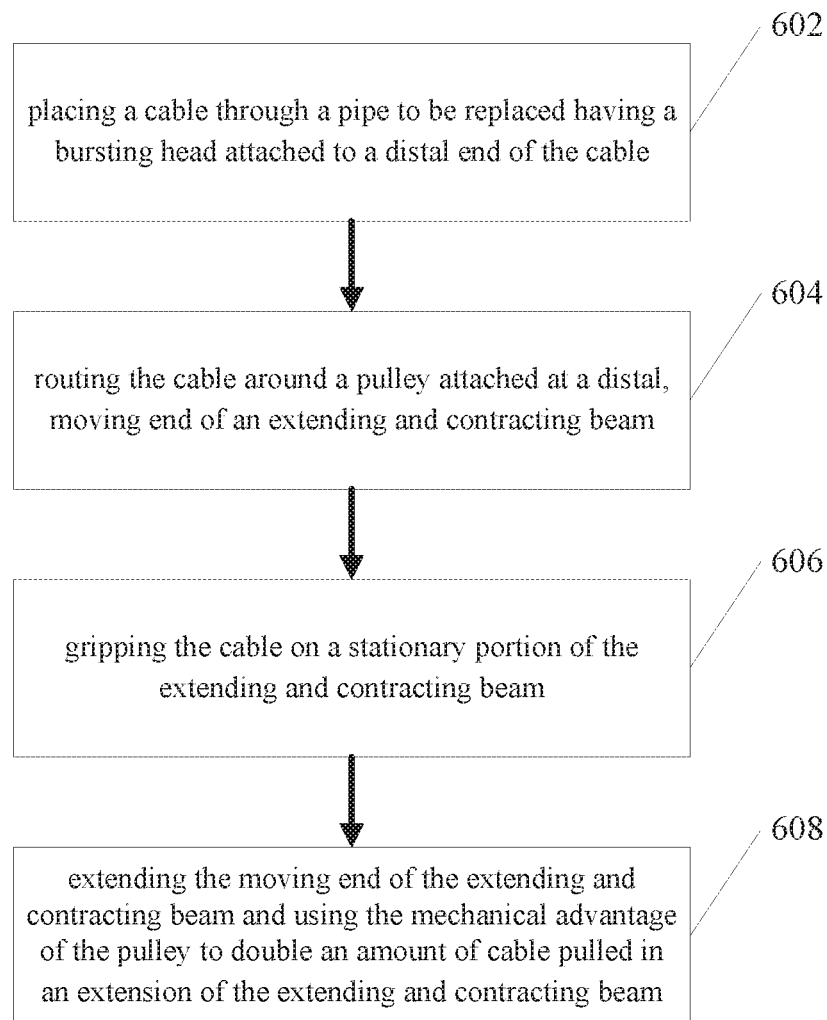 602
placing a cable through a pipe to be replaced having a
bursting head attached to a distal end of the cable
604
routing the cable around a pulley attached at a distal,
moving end of an extending and contracting beam
606
gripping the cable on a stationary portion of the
extending and contracting beam
608
extending the moving end of the extending and
contracting beam and using the mechanical advantage
of the pulley to double an amount of cable pulled in
an extension of the extending and contracting beam